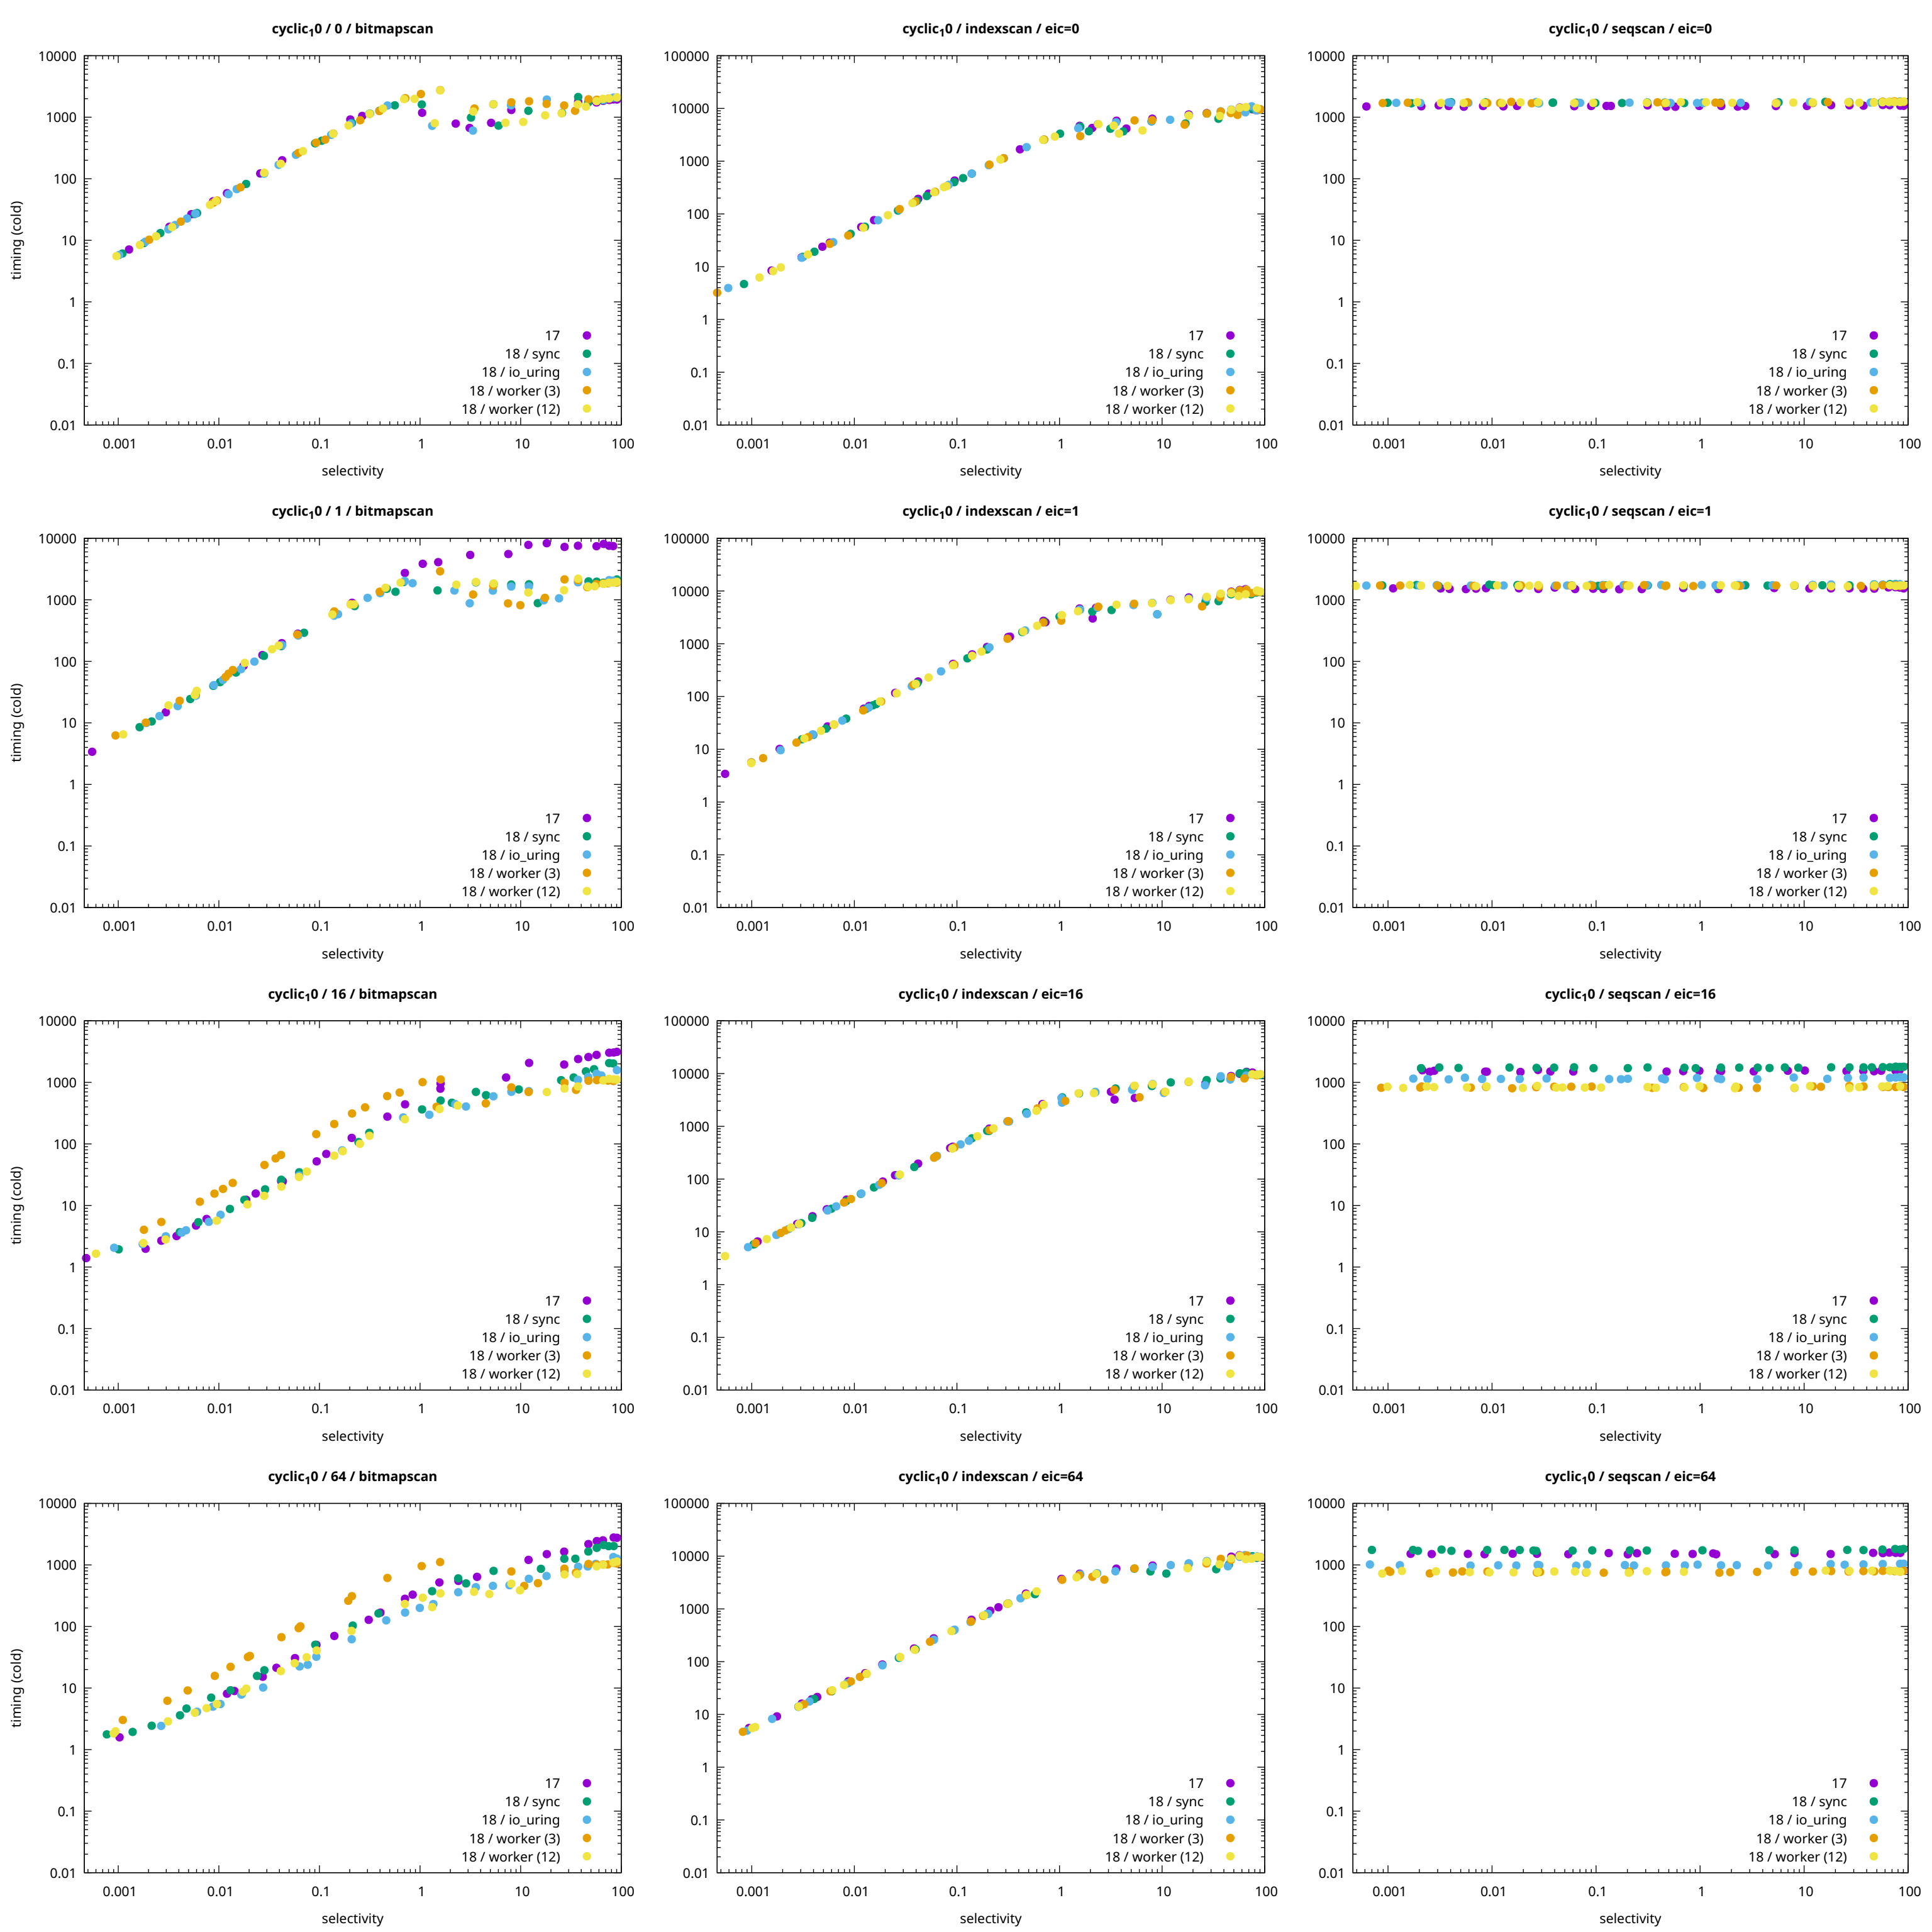 cyclic₁0 / 0 / bitmapscan
timing (cold)
10000
1000
100
10
1
0.1
0.01
17
18 / sync
18 / io_uring
18 / worker (3)
18 / worker (12)
0.001 0.01 0.1 1 10 100
selectivity
cyclic₁0 / indexscan / eic=0
100000
10000
1000
100
10
1
0.1
0.01
17
18 / sync
18 / io_uring
18 / worker (3)
18 / worker (12)
0.001 0.01 0.1 1 10 100
selectivity
cyclic₁0 / seqscan / eic=0
10000
1000
100
10
1
0.1
0.01
17
18 / sync
18 / io_uring
18 / worker (3)
18 / worker (12)
0.001 0.01 0.1 1 10 100
selectivity
cyclic₁0 / 1 / bitmapscan
timing (cold)
10000
1000
100
10
1
0.1
0.01
17
18 / sync
18 / io_uring
18 / worker (3)
18 / worker (12)
0.001 0.01 0.1 1 10 100
selectivity
cyclic₁0 / indexscan / eic=1
100000
10000
1000
100
10
1
0.1
0.01
17
18 / sync
18 / io_uring
18 / worker (3)
18 / worker (12)
0.001 0.01 0.1 1 10 100
selectivity
cyclic₁0 / seqscan / eic=1
10000
1000
100
10
1
0.1
0.01
17
18 / sync
18 / io_uring
18 / worker (3)
18 / worker (12)
0.001 0.01 0.1 1 10 100
selectivity
cyclic₁0 / 16 / bitmapscan
timing (cold)
10000
1000
100
10
1
0.1
0.01
17
18 / sync
18 / io_uring
18 / worker (3)
18 / worker (12)
0.001 0.01 0.1 1 10 100
selectivity
cyclic₁0 / indexscan / eic=16
100000
10000
1000
100
10
1
0.1
0.01
17
18 / sync
18 / io_uring
18 / worker (3)
18 / worker (12)
0.001 0.01 0.1 1 10 100
selectivity
cyclic₁0 / seqscan / eic=16
10000
1000
100
10
1
0.1
0.01
17
18 / sync
18 / io_uring
18 / worker (3)
18 / worker (12)
0.001 0.01 0.1 1 10 100
selectivity
cyclic₁0 / 64 / bitmapscan
timing (cold)
10000
1000
100
10
1
0.1
0.01
17
18 / sync
18 / io_uring
18 / worker (3)
18 / worker (12)
0.001 0.01 0.1 1 10 100
selectivity
cyclic₁0 / indexscan / eic=64
100000
10000
1000
100
10
1
0.1
0.01
17
18 / sync
18 / io_uring
18 / worker (3)
18 / worker (12)
0.001 0.01 0.1 1 10 100
selectivity
cyclic₁0 / seqscan / eic=64
10000
1000
100
10
1
0.1
0.01
17
18 / sync
18 / io_uring
18 / worker (3)
18 / worker (12)
0.001 0.01 0.1 1 10 100
selectivity